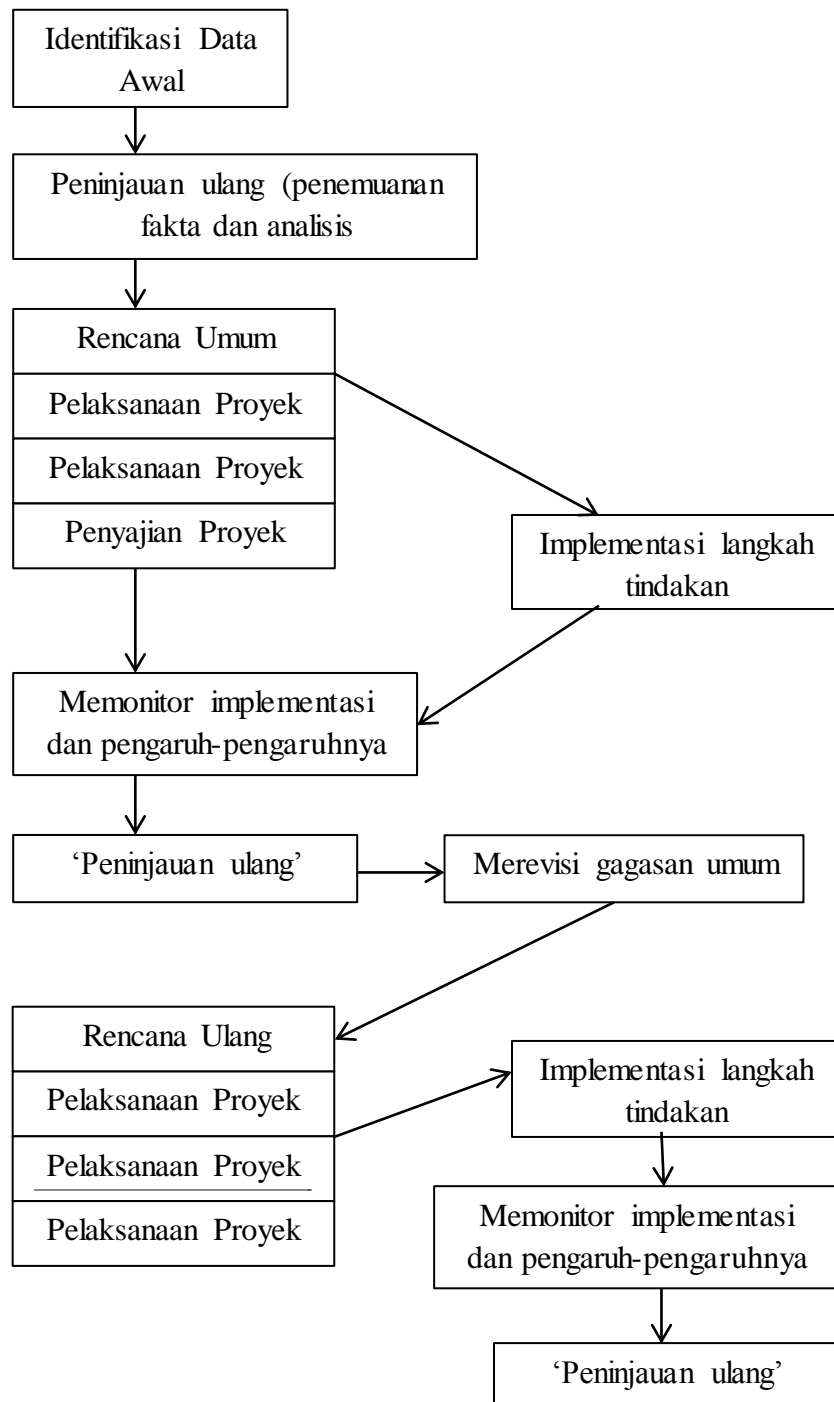 Identifikasi Data
Awal
Peninjauan ulang (penemuanan
fakta dan analisis
Rencana Umum
Pelaksanaan Proyek
Pelaksanaan Proyek
Penyajian Proyek
Implementasi langkah
tindakan
Memonitor implementasi
dan pengaruh-pengaruhnya
‘Peninjauan ulang’
Merevisi gagasan umum
Rencana Ulang
Pelaksanaan Proyek
Pelaksanaan Proyek
Pelaksanaan Proyek
Implementasi langkah
tindakan
Memonitor implementasi
dan pengaruh-pengaruhnya
‘Peninjauan ulang’